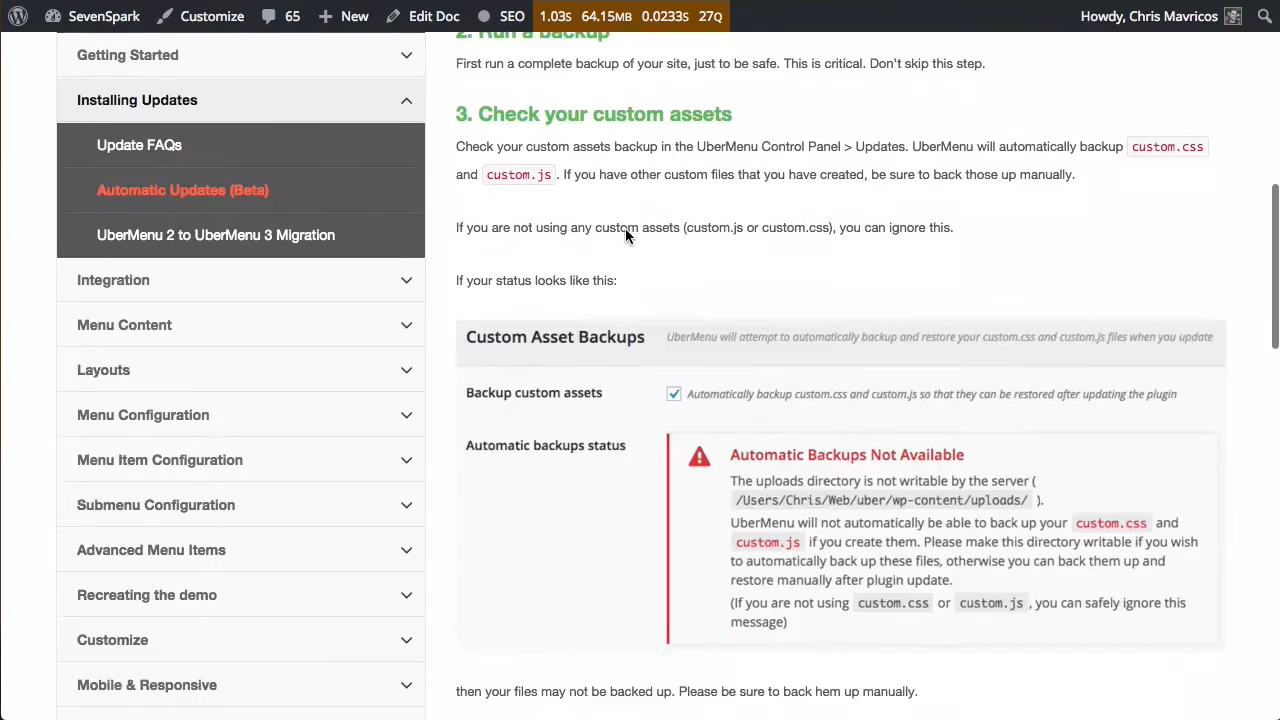 SevenSpark Customize 65 New Edit Doc SEO 1.03s 64.15MB 0.0233s 27Q Howdy, Chris Mavricos
Getting Started
Installing Updates
Update FAQs
Automatic Updates (Beta)
UberMenu 2 to UberMenu 3 Migration
Integration
Menu Content
Layouts
Menu Configuration
Menu Item Configuration
Submenu Configuration
Advanced Menu Items
Recreating the demo
Customize
Mobile & Responsive
2. Run a backup
First run a complete backup of your site, just to be safe. This is critical. Don't skip this step.
3. Check your custom assets
Check your custom assets backup in the UberMenu Control Panel > Updates. UberMenu will automatically backup custom.css
and custom.js. If you have other custom files that you have created, be sure to back those up manually.
If you are not using any custom assets (custom.js or custom.css), you can ignore this.
If your status looks like this:
Custom Asset Backups UberMenu will attempt to automatically backup and restore your custom.css and custom.js files when you update
Backup custom assets Automatically backup custom.css and custom.js so that they can be restored after updating the plugin
Automatic backups status
Automatic Backups Not Available
The uploads directory is not writable by the server (
/Users/Chris/Web/uber/wp-content/uploads/ ).
UberMenu will not automatically be able to back up your custom.css and
custom.js if you create them. Please make this directory writable if you wish
to automatically back up these files, otherwise you can back them up and
restore manually after plugin update.
(If you are not using custom.css or custom.js, you can safely ignore this
message)
then your files may not be backed up. Please be sure to back hem up manually.